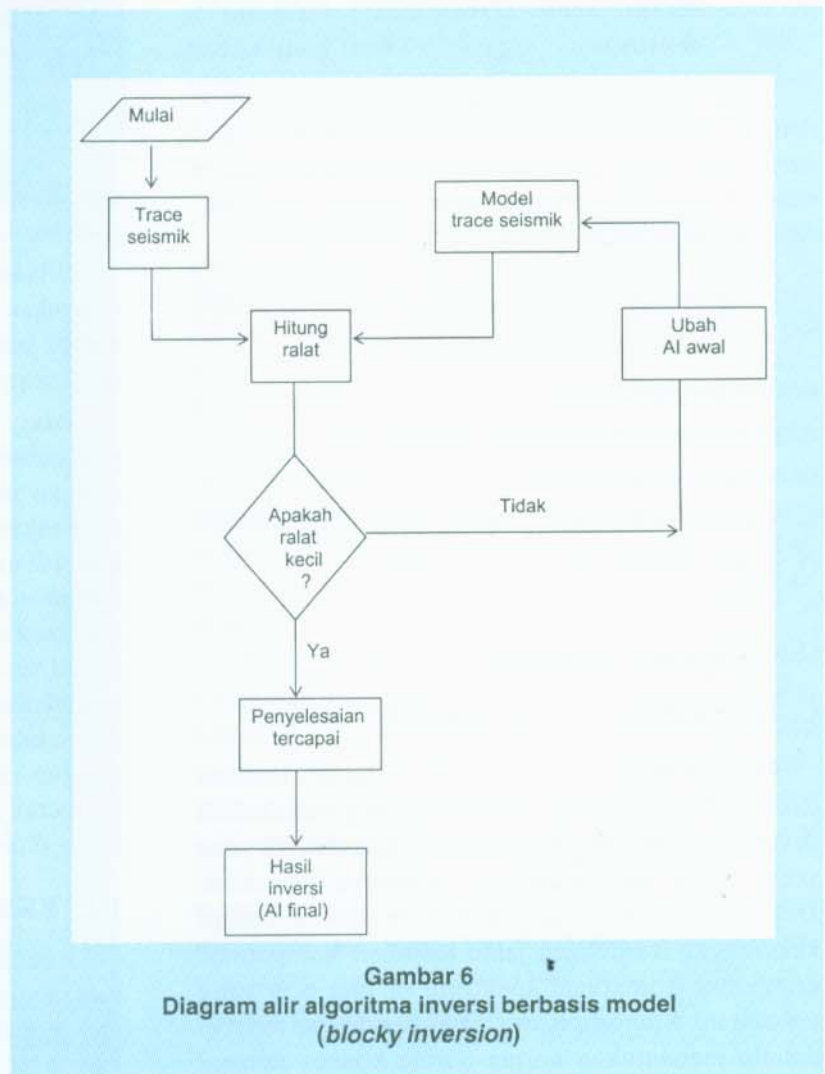 Mulai
Trace
seismik
Model
trace seismik
Hitung
ralat
Ubah
AI awal
Apakah
ralat
kecil
?
Tidak
Ya
Penyelesaian
tercapai
Hasil
inversi
(AI final)
Gambar 6
Diagram alir algoritma inversi berbasis model
(blocky inversion)